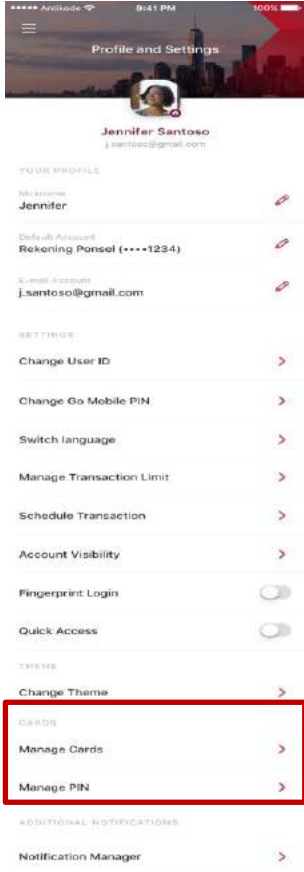 Antikode 9:41 PM 100%
Profile and Settings
Jennifer Santoso
j.santoso@gmail.com
YOUR PROFILE
Nickname
Jennifer
Default Account
Rekening Ponsel (••••1234)
E-mail Account
j.santoso@gmail.com
SETTINGS
Change User ID
Change Go Mobile PIN
Switch language
Manage Transaction Limit
Schedule Transaction
Account Visibility
Fingerprint Login
Quick Access
THEME
Change Theme
CARDS
Manage Cards
Manage PIN
ADDITIONAL NOTIFICATIONS
Notification Manager